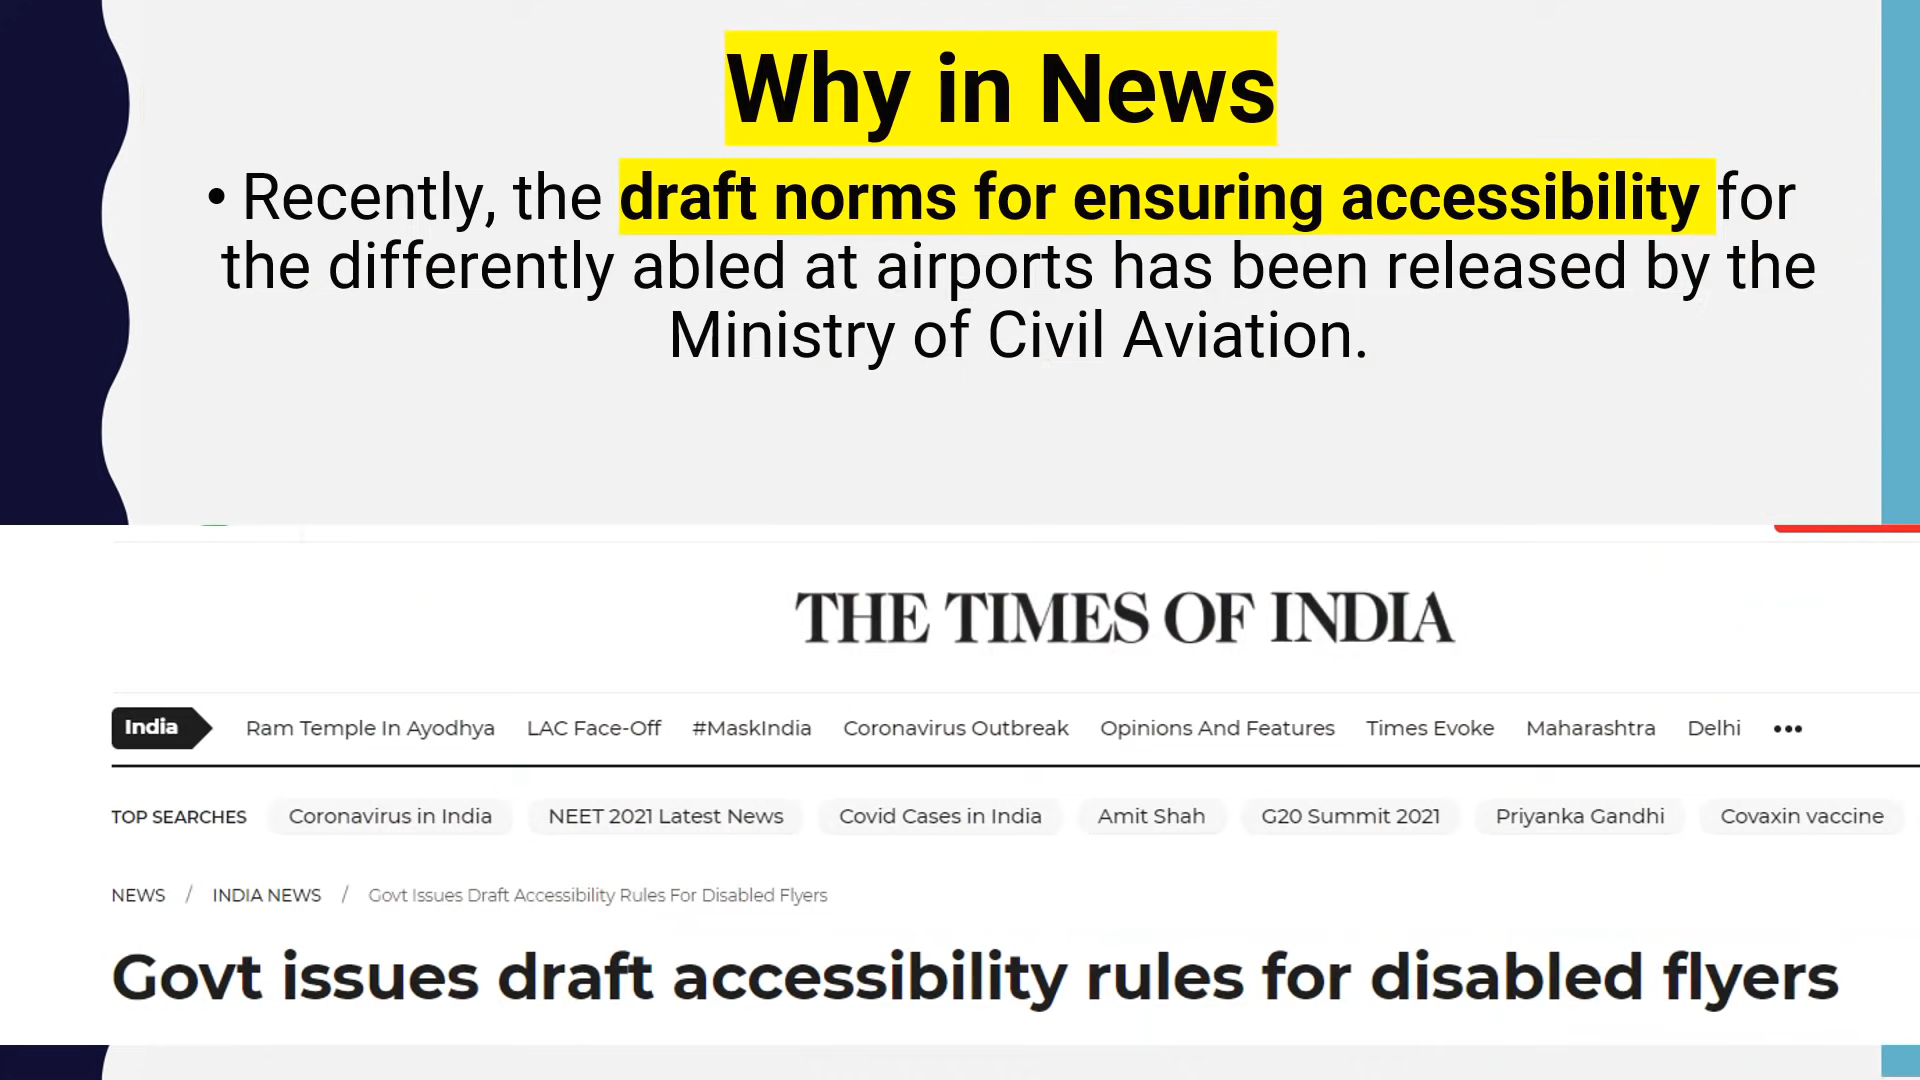 Why in News
• Recently, the draft norms for ensuring accessibility for
the differently abled at airports has been released by the
Ministry of Civil Aviation.
THE TIMES OF INDIA
India Ram Temple In Ayodhya LAC Face-Off #MaskIndia Coronavirus Outbreak Opinions And Features Times Evoke Maharashtra Delhi •••
TOP SEARCHES Coronavirus in India NEET 2021 Latest News Covid Cases in India Amit Shah G20 Summit 2021 Priyanka Gandhi Covaxin vaccine
NEWS / INDIA NEWS / Govt Issues Draft Accessibility Rules For Disabled Flyers
Govt issues draft accessibility rules for disabled flyers